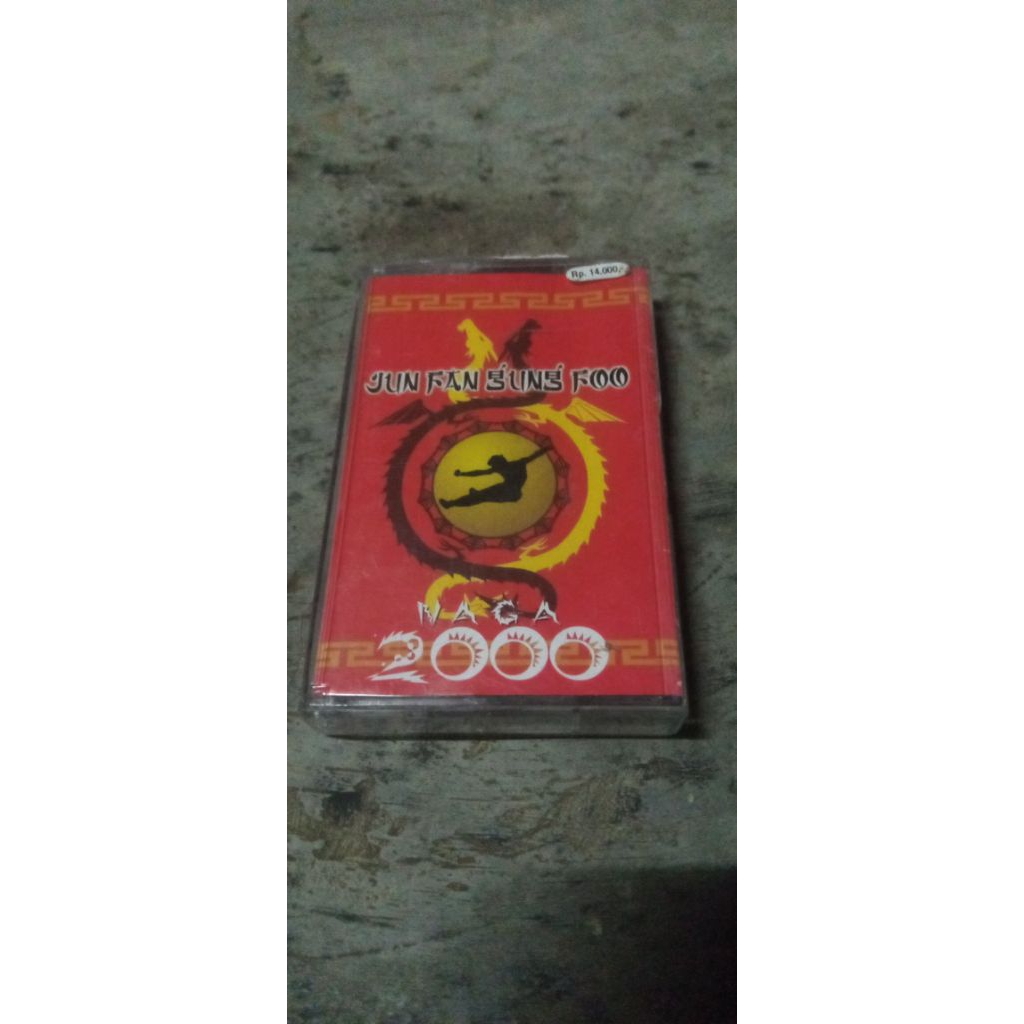 Rp. 14.000,-
JUN FAN GUNG FOO
NAGA
2000